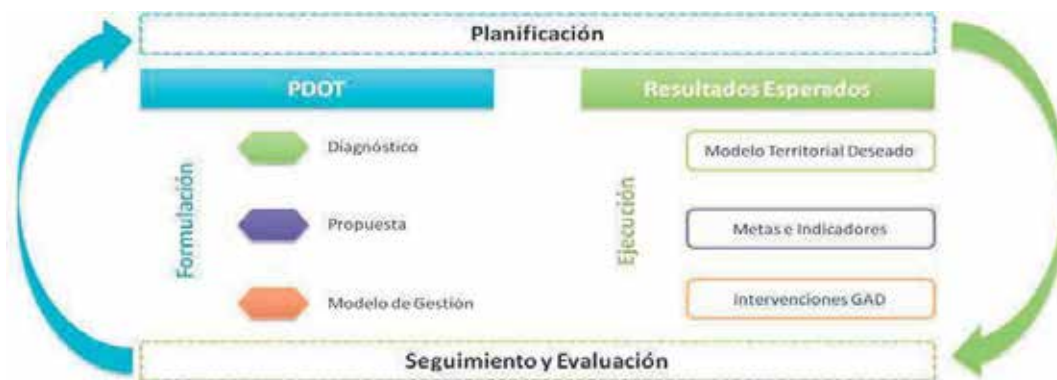 Planificación
PDOT
Resultados Esperados
Formulación
Diagnóstico
Propuesta
Modelo de Gestión
Ejecución
Modelo Territorial Deseado
Metas e Indicadores
Intervenciones GAD
Seguimiento y Evaluación